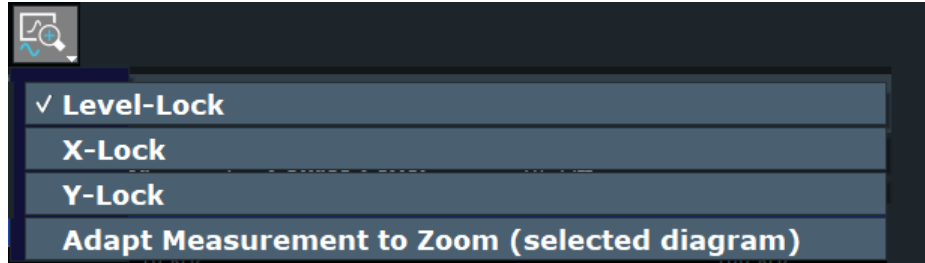 ✓ Level-Lock
X-Lock
Y-Lock
Adapt Measurement to Zoom (selected diagram)